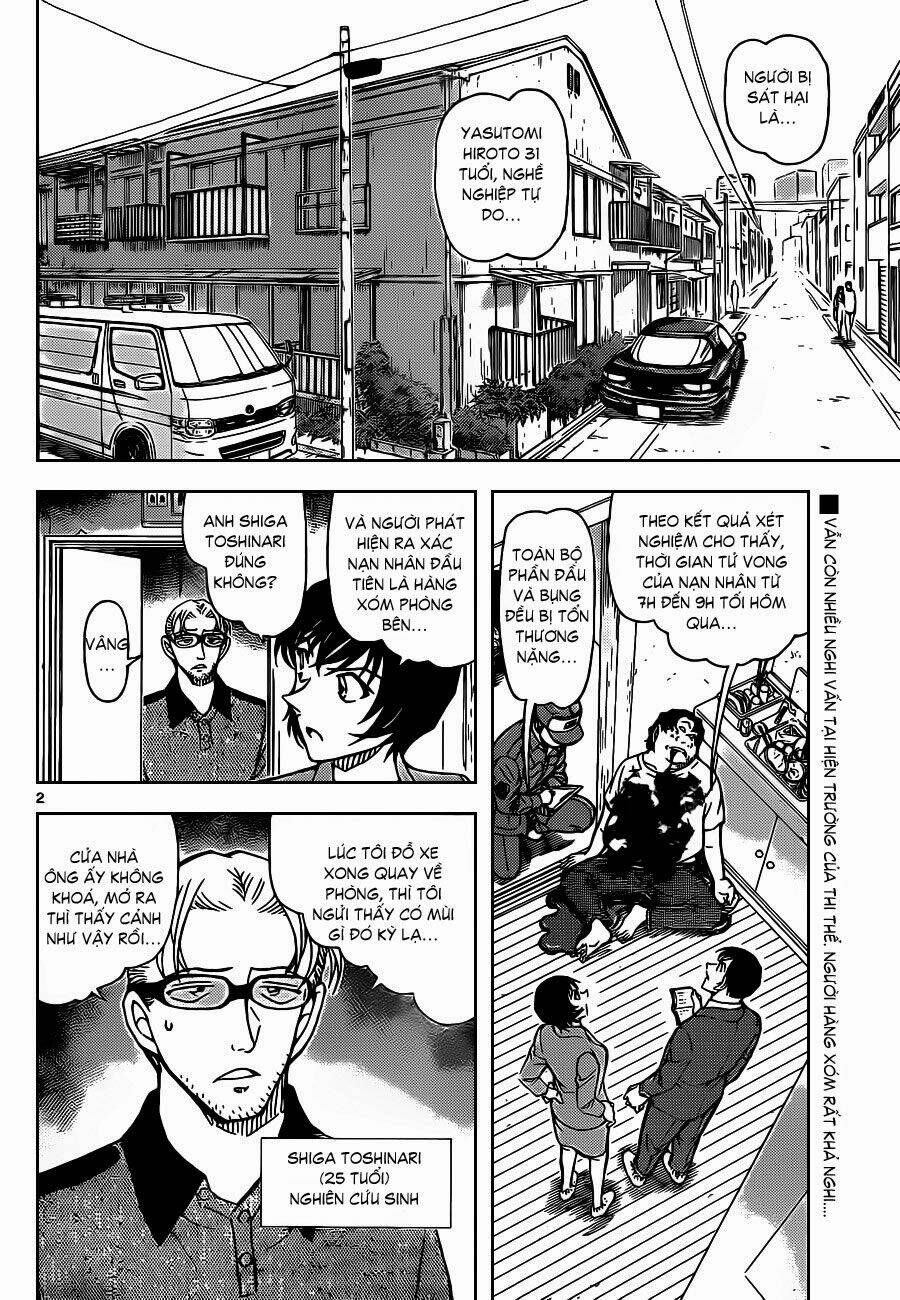 NGƯỜI BỊ
SÁT HẠI
LÀ...
YASUTOMI
HIROTO 31
TUỔI, NGHỀ
NGHIỆP TỰ
DO...
THEO KẾT QUẢ XÉT
NGHIỆM CHO THẤY,
THỜI GIAN TỬ VONG
CỦA NẠN NHÂN TỪ
7H ĐẾN 9H TỐI HÔM
QUA...
TOÀN BỘ
PHẦN ĐẦU
VÀ BỤNG
ĐỀU BỊ TỔN
THƯƠNG
NẶNG...
VẪN CÒN NHIỀU NGHI VẤN TẠI HIỆN TRƯỜNG CỦA THI THỂ. NGƯỜI HÀNG XÓM RẤT KHẢ NGHI....
VÀ NGƯỜI PHÁT
HIỆN RA XÁC
NẠN NHÂN ĐẦU
TIÊN LÀ HÀNG
XÓM PHÒNG
BÊN...
ANH SHIGA
TOSHINARI
ĐÚNG
KHÔNG?
VÂNG
...
2
LÚC TÔI ĐỖ XE
XONG QUAY VỀ
PHÒNG, THÌ TÔI
NGỬI THẤY CÓ MÙI
GÌ ĐÓ KỲ LẠ...
CỬA NHÀ
ÔNG ẤY KHÔNG
KHOÁ, MỞ RA
THÌ THẤY CẢNH
NHƯ VẬY RỒI...
SHIGA TOSHINARI
(25 TUỔI)
NGHIÊN CỨU SINH